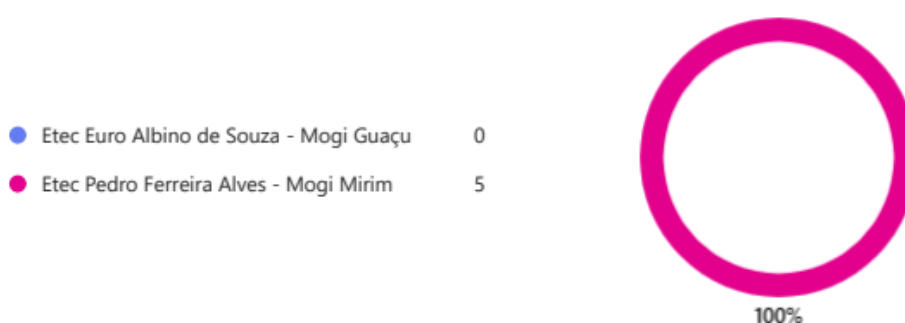 Etec Euro Albino de Souza - Mogi Guaçu 0
Etec Pedro Ferreira Alves - Mogi Mirim 5
100%